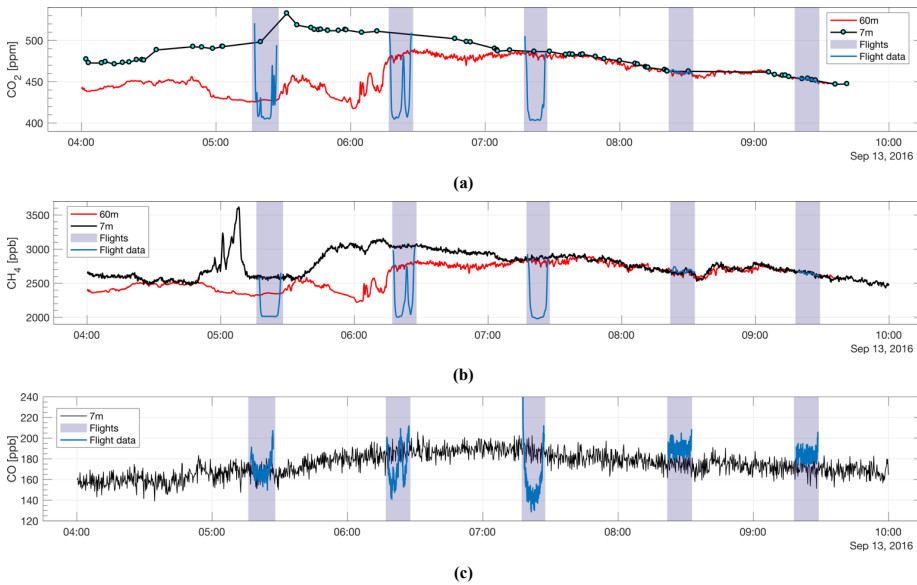 CO2 [ppm]
500
450
400
60m
7m
Flights
Flight data
04:00 05:00 06:00 07:00 08:00 09:00 10:00
Sep 13, 2016
(a)
CH4 [ppb]
3500
3000
2500
2000
60m
7m
Flights
Flight data
04:00 05:00 06:00 07:00 08:00 09:00 10:00
Sep 13, 2016
(b)
CO [ppb]
240
220
200
180
160
140
120
7m
Flights
Flight data
04:00 05:00 06:00 07:00 08:00 09:00 10:00
Sep 13, 2016
(c)